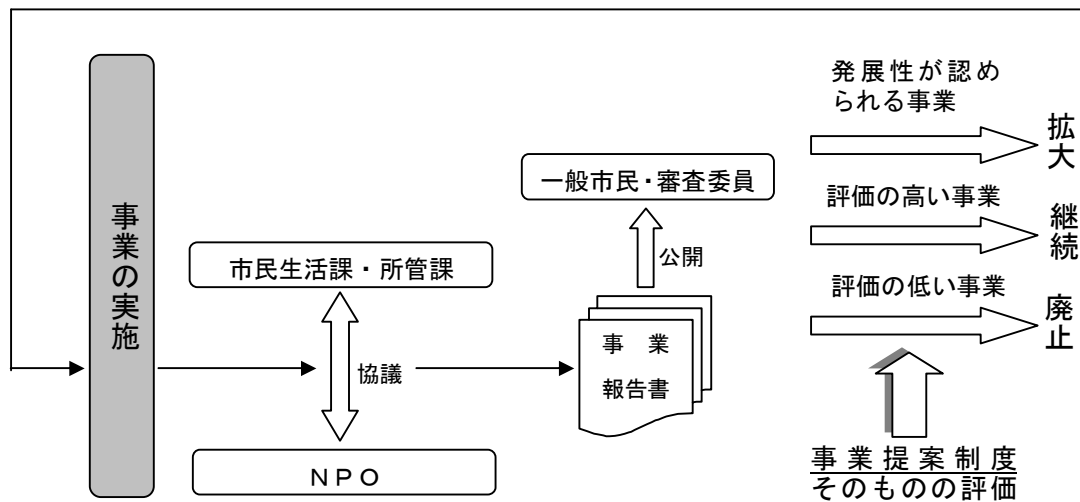 事業の実施
市民生活課・所管課
協議
NPO
事　業
報告書
公開
一般市民・審査委員
発展性が認め
られる事業
拡大
評価の高い事業
継続
評価の低い事業
廃止
事業提案制度
そのものの評価